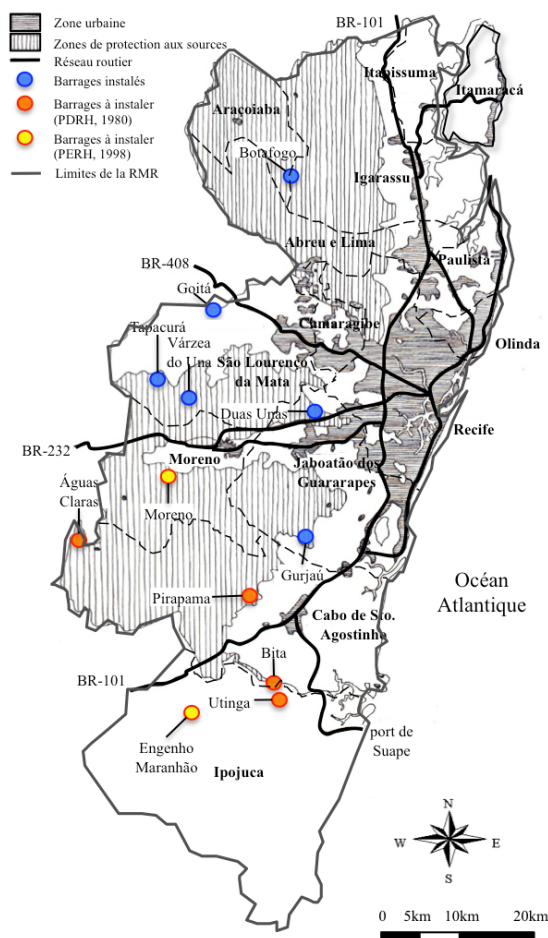 Zone urbaine
Zones de protection aux sources
Réseau routier
Barrages instalés
Barrages à instaler
(PDRH, 1980)
Barrages à instaler
(PERH, 1998)
Limites de la RMR
BR-101
Itapissuma
Itamaracá
Araçoiaba
Botafogo
Igarassu
Abreu e Lima
Paulista
BR-408
Goitá
Camaragibe
Olinda
Tapacurá
Várzea
do Una
São Lourenço
da Mata
Duas Unas
Recife
BR-232
Moreno
Jaboatão dos
Guararapes
Águas
Claras
Moreno
Gurjaú
Océan
Atlantique
Pirapama
Cabo de Sto.
Agostinho
Bita
BR-101
Utinga
port de
Suape
Engenho
Maranhão
Ipojuca
N
W
E
S
0 5km 10km 20km